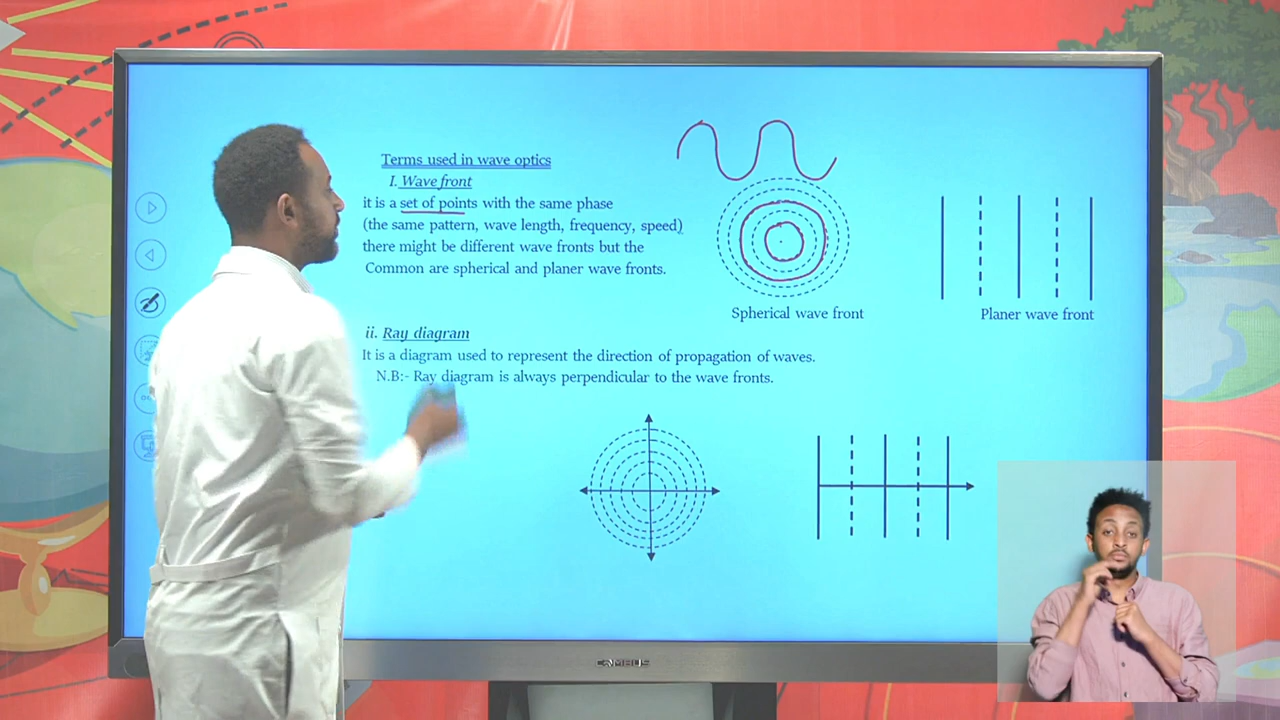 Terms used in wave optics
I. Wave front
it is a set of points with the same phase
(the same pattern, wave length, frequency, speed)
there might be different wave fronts but the
Common are spherical and planer wave fronts.
Spherical wave front
Planer wave front
ii. Ray diagram
It is a diagram used to represent the direction of propagation of waves.
N.B:- Ray diagram is always perpendicular to the wave fronts.
CAMBUS